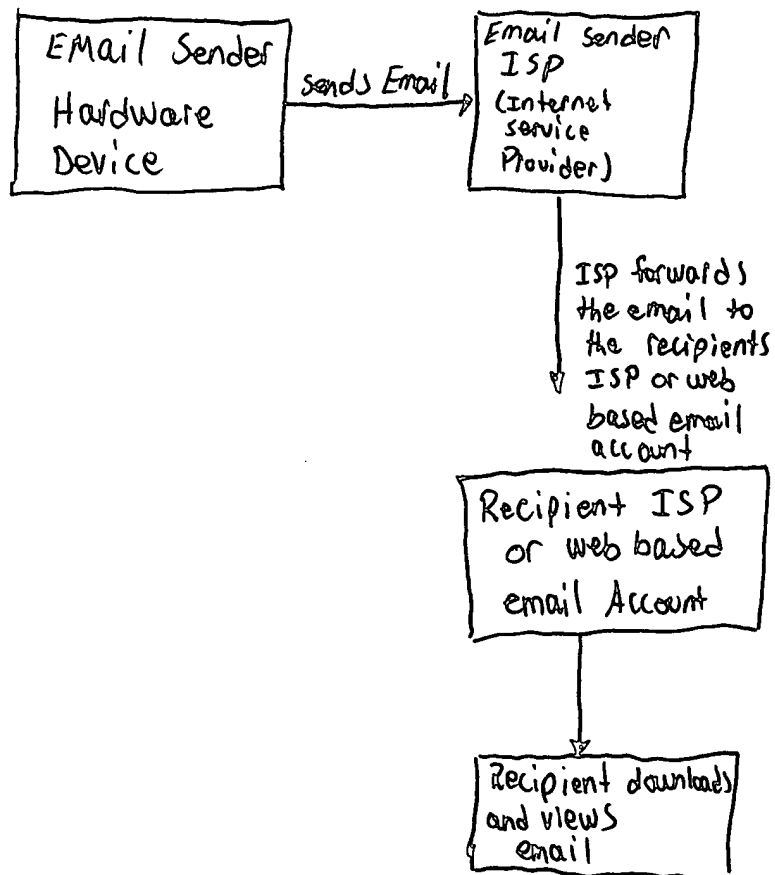 EMail Sender
Hardware
Device
sends Email
Email sender
ISP
(Internet
service
Provider)
ISP forwards
the email to
the recipients
ISP or web
based email
account
Recipient ISP
or web based
email Account
Recipient downloads
and views
email